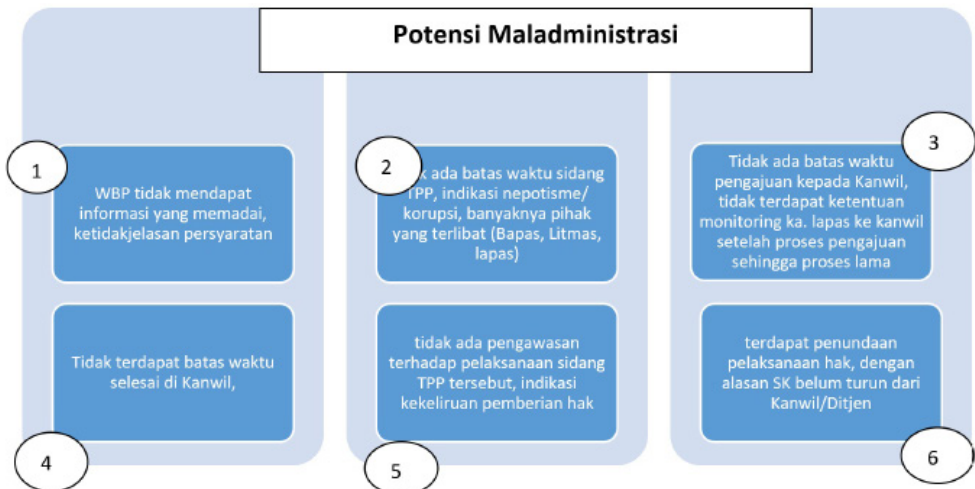 Potensi Maladministrasi
1
WBP tidak mendapat
informasi yang memadai,
ketidakjelasan persyaratan
2
k ada batas waktu sidang
TPP, indikasi nepotisme/
korupsi, banyaknya pihak
yang terlibat (Bapas, Litmas,
lapas)
3
Tidak ada batas waktu
pengajuan kepada Kanwil,
tidak terdapat ketentuan
monitoring ka. lapas ke kanwil
setelah proses pengajuan
sehingga proses lama
Tidak terdapat batas waktu
selesai di Kanwil,
4
tidak ada pengawasan
terhadap pelaksanaan sidang
TPP tersebut, indikasi
kekeliruan pemberian hak
5
terdapat penundaan
pelaksanaan hak, dengan
alasan SK belum turun dari
Kanwil/Ditjen
6